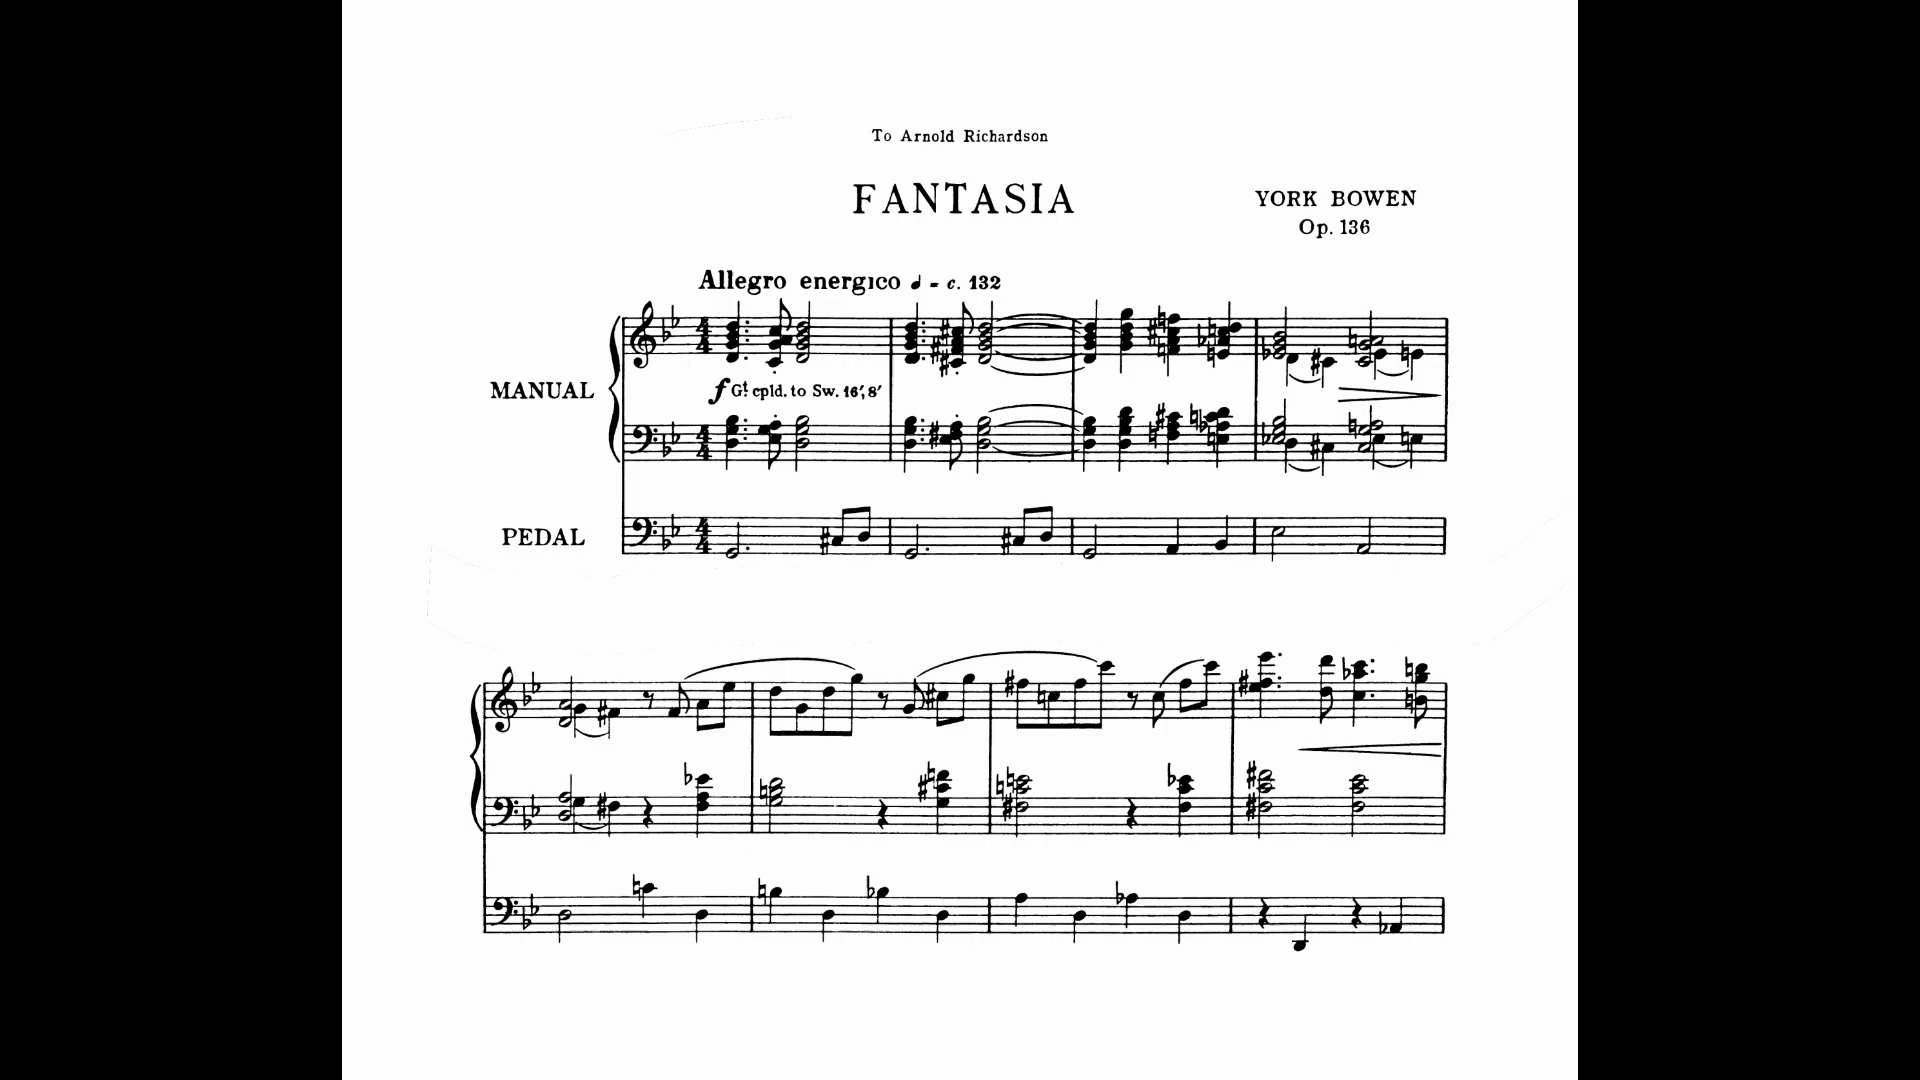 To Arnold Richardson
FANTASIA
YORK BOWEN
Op. 136
Allegro energico ♩ = c. 132
MANUAL
f Gt. cpld. to Sw. 16', 8'
PEDAL